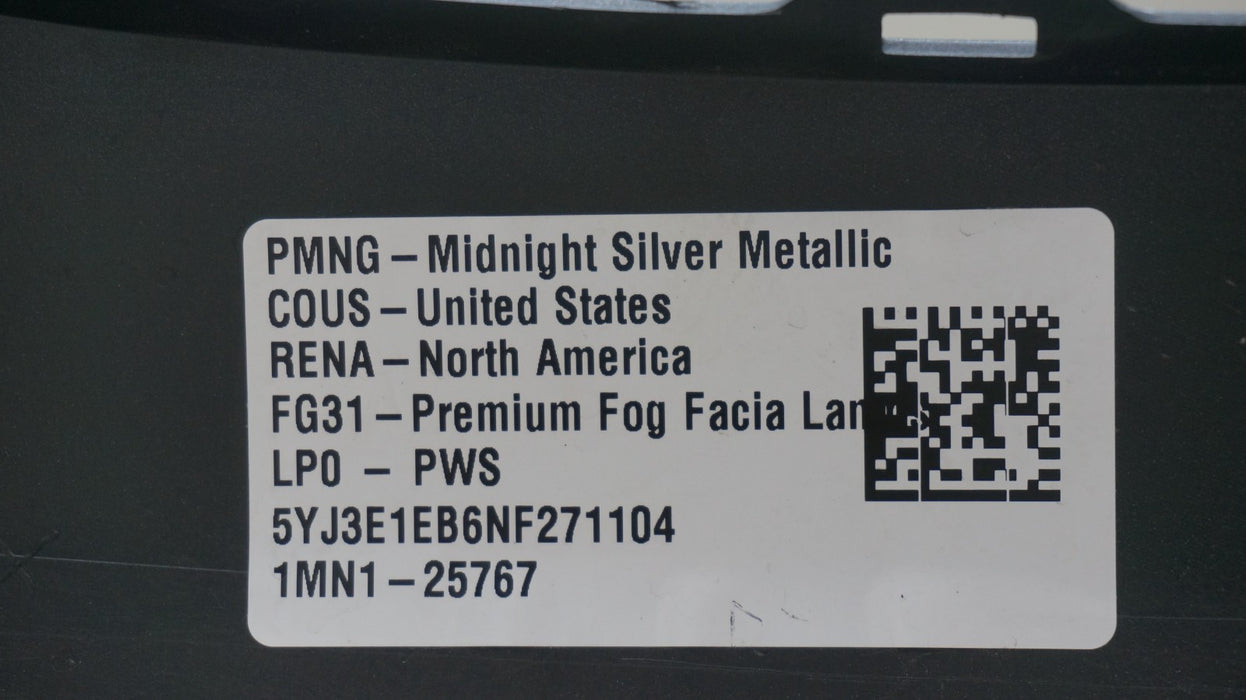 PMNG – Midnight Silver Metallic
COUS – United States
RENA – North America
FG31 – Premium Fog Facia
LP0 – PWS
5YJ3E1EB6NF271104
1MN1 – 25767